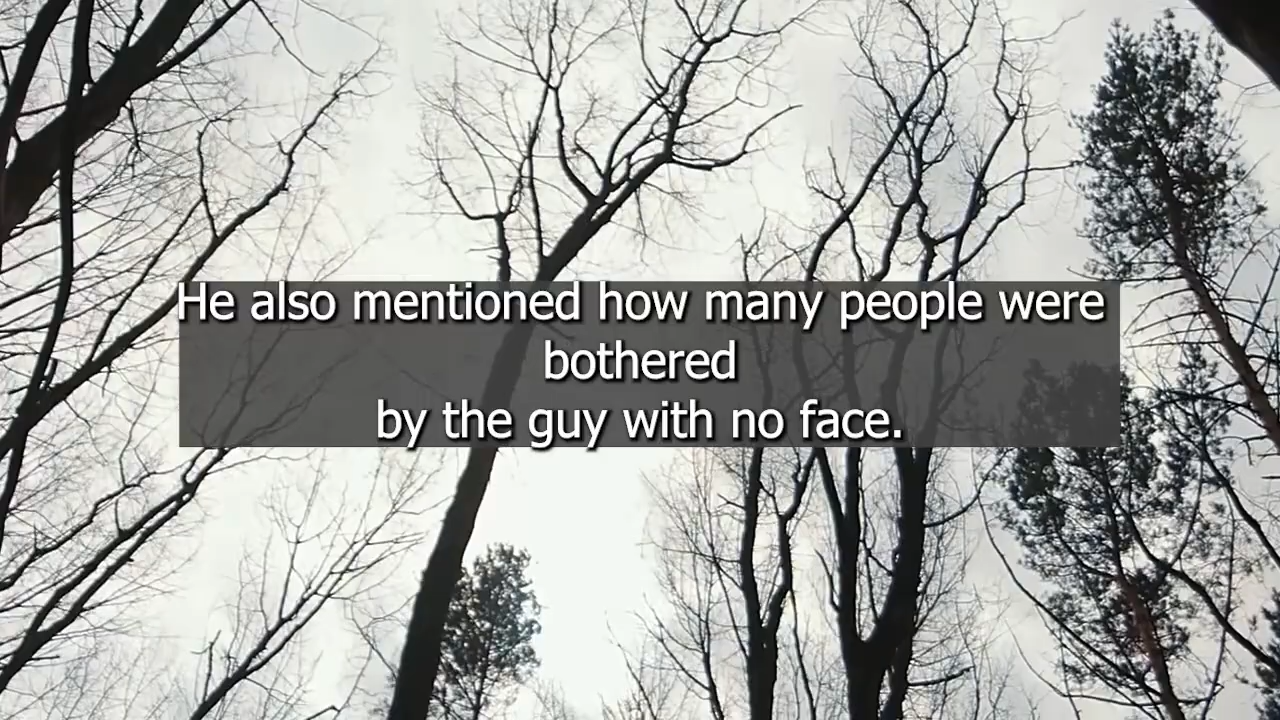 He also mentioned how many people were
bothered
by the guy with no face.